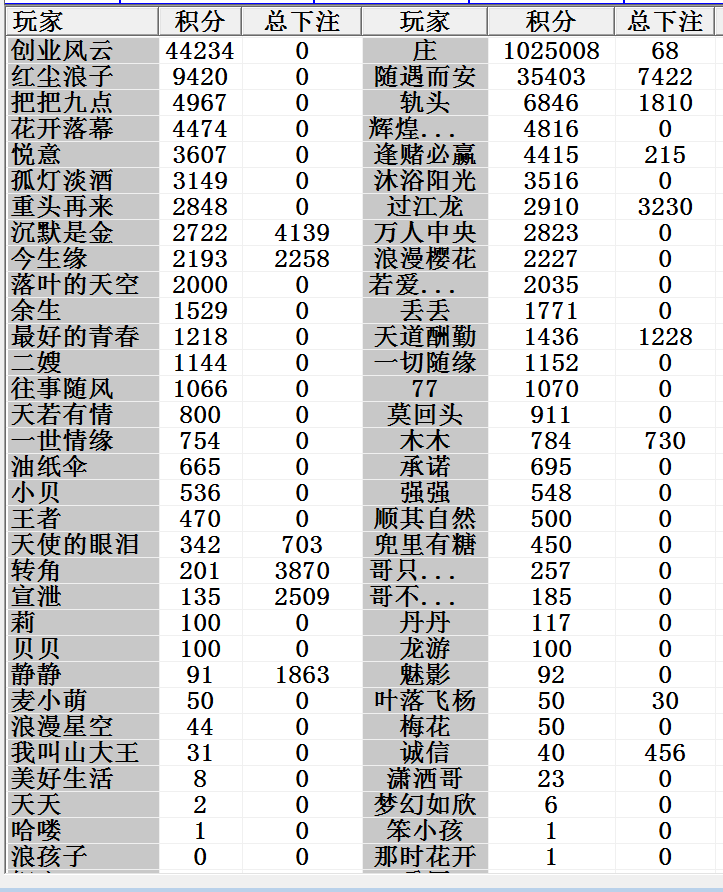 玩家 积分 总下注 玩家 积分 总下注
创业风云 44234 0 庄 1025008 68
红尘浪子 9420 0 随遇而安 35403 7422
把把九点 4967 0 轨头 6846 1810
花开落幕 4474 0 辉煌... 4816 0
悦意 3607 0 逢赌必赢 4415 215
孤灯淡酒 3149 0 沐浴阳光 3516 0
重头再来 2848 0 过江龙 2910 3230
沉默是金 2722 4139 万人中央 2823 0
今生缘 2193 2258 浪漫樱花 2227 0
落叶的天空 2000 0 若爱... 2035 0
余生 1529 0 丢丢 1771 0
最好的青春 1218 0 天道酬勤 1436 1228
二嫂 1144 0 一切随缘 1152 0
往事随风 1066 0 77 1070 0
天若有情 800 0 莫回头 911 0
一世情缘 754 0 木木 784 730
油纸伞 665 0 承诺 695 0
小贝 536 0 强强 548 0
王者 470 0 顺其自然 500 0
天使的眼泪 342 703 兜里有糖 450 0
转角 201 3870 哥只... 257 0
宣泄 135 2509 哥不... 185 0
莉 100 0 丹丹 117 0
贝贝 100 0 龙游 100 0
静静 91 1863 魅影 92 0
麦小萌 50 0 叶落飞杨 50 30
浪漫星空 44 0 梅花 50 0
我叫山大王 31 0 诚信 40 456
美好生活 8 0 潇洒哥 23 0
天天 2 0 梦幻如欣 6 0
哈喽 1 0 笨小孩 1 0
浪孩子 0 0 那时花开 1 0